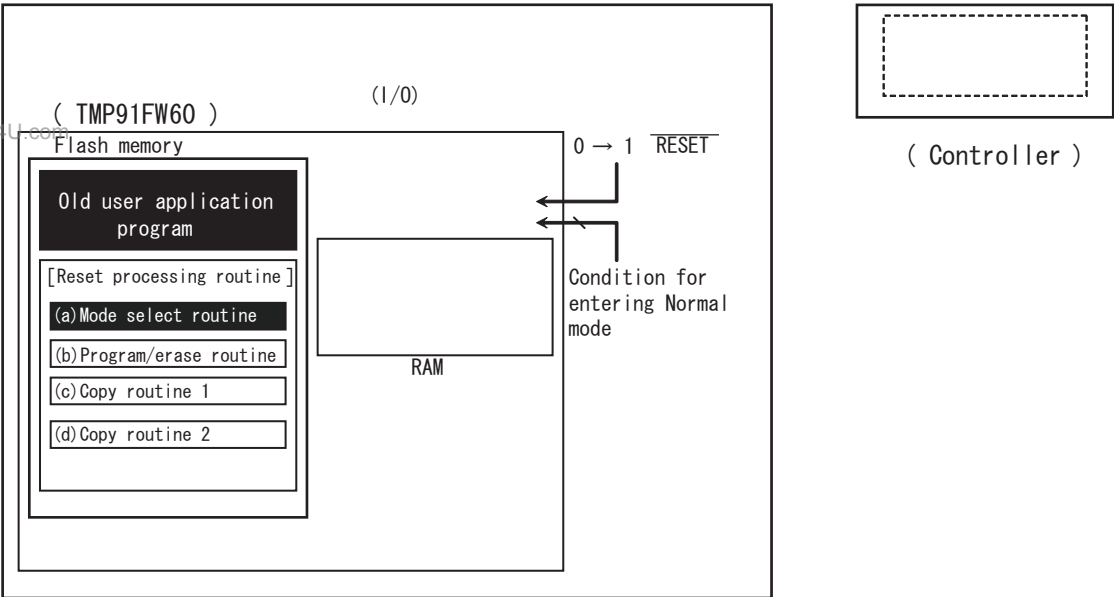 (I/O)
( TMP91FW60 )
U.com
Flash memory
0 → 1 RESET
( Controller )
Old user application
program
[Reset processing routine]
(a)Mode select routine
(b)Program/erase routine
(c)Copy routine 1
(d)Copy routine 2
RAM
Condition for
entering Normal
mode